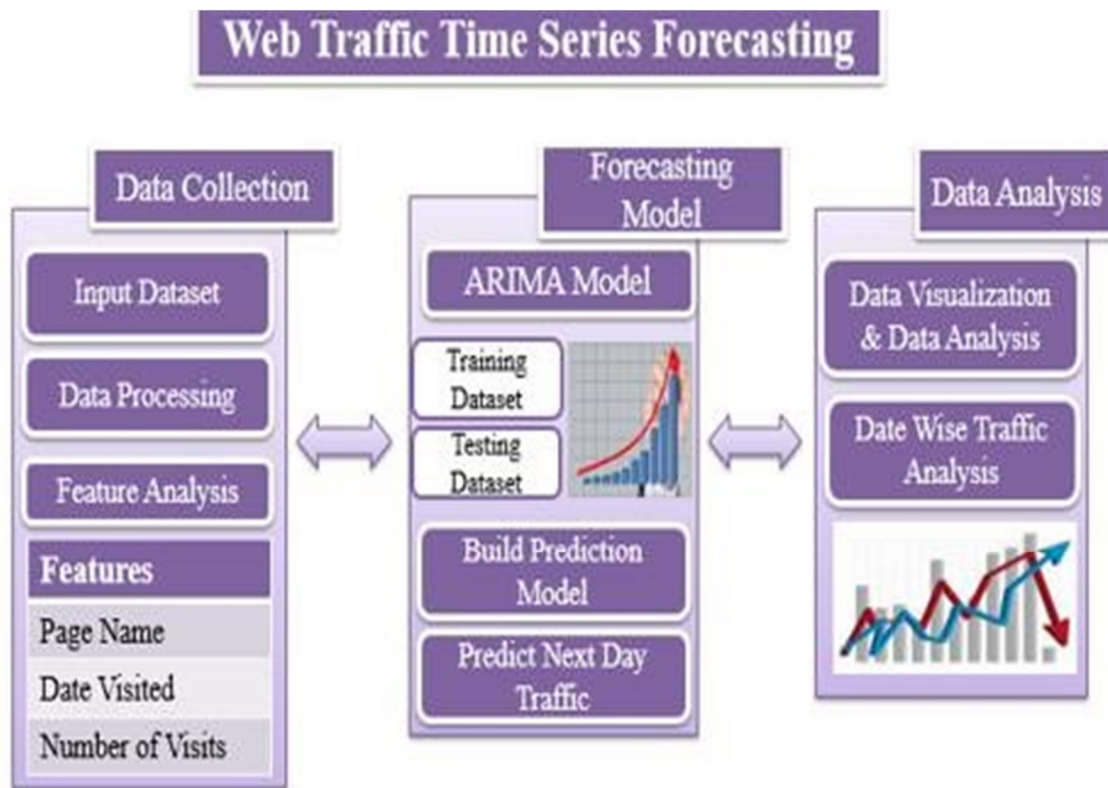 Web Traffic Time Series Forecasting
Data Collection
Input Dataset
Data Processing
Feature Analysis
Features
Page Name
Date Visited
Number of Visits
Forecasting
Model
ARIMA Model
Training
Dataset
Testing
Dataset
Build Prediction
Model
Predict Next Day
Traffic
Data Analysis
Data Visualization
& Data Analysis
Date Wise Traffic
Analysis